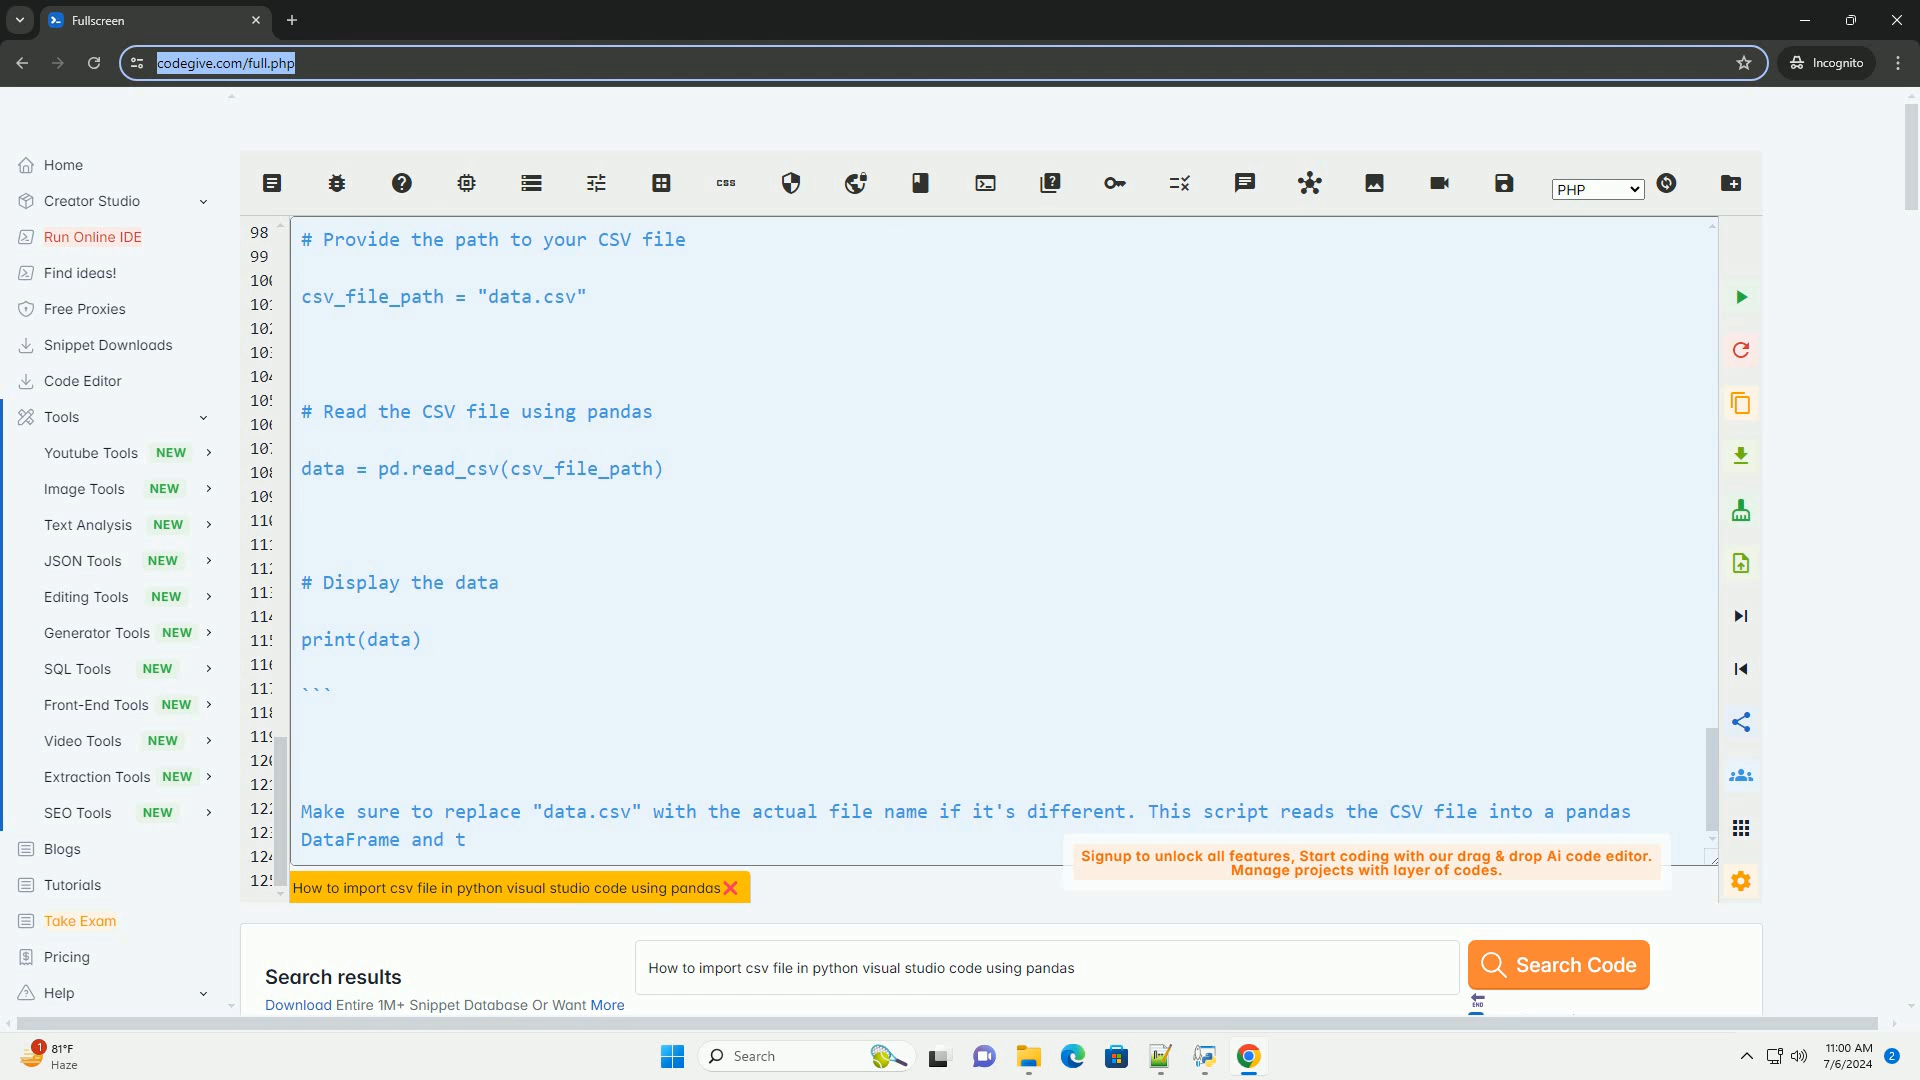 Fullscreen
codegive.com/full.php
Incognito
Home
Creator Studio
Run Online IDE
Find ideas!
Free Proxies
Snippet Downloads
Code Editor
Tools
Youtube Tools NEW
Image Tools NEW
Text Analysis NEW
JSON Tools NEW
Editing Tools NEW
Generator Tools NEW
SQL Tools NEW
Front-End Tools NEW
Video Tools NEW
Extraction Tools NEW
SEO Tools NEW
Blogs
Tutorials
Take Exam
Pricing
Help
css
PHP
98
99
# Provide the path to your CSV file
csv_file_path = "data.csv"
# Read the CSV file using pandas
data = pd.read_csv(csv_file_path)
# Display the data
print(data)
```
Make sure to replace "data.csv" with the actual file name if it's different. This script reads the CSV file into a pandas
DataFrame and t
Signup to unlock all features, Start coding with our drag & drop Ai code editor.
Manage projects with layer of codes.
How to import csv file in python visual studio code using pandas❌
Search results
How to import csv file in python visual studio code using pandas
Search Code
Download Entire 1M+ Snippet Database Or Want More
END
1
81°F
Haze
Search
11:00 AM
7/6/2024
2